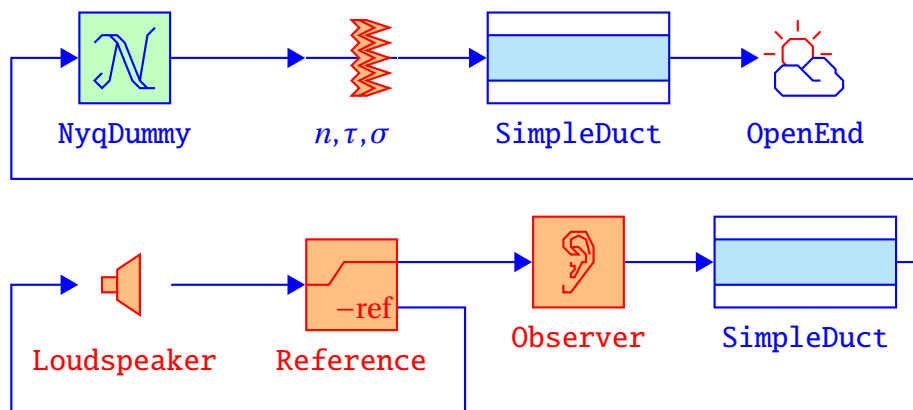 NyqDummy
n, τ, σ
SimpleDuct
OpenEnd
−ref
Loudspeaker
Reference
Observer
SimpleDuct